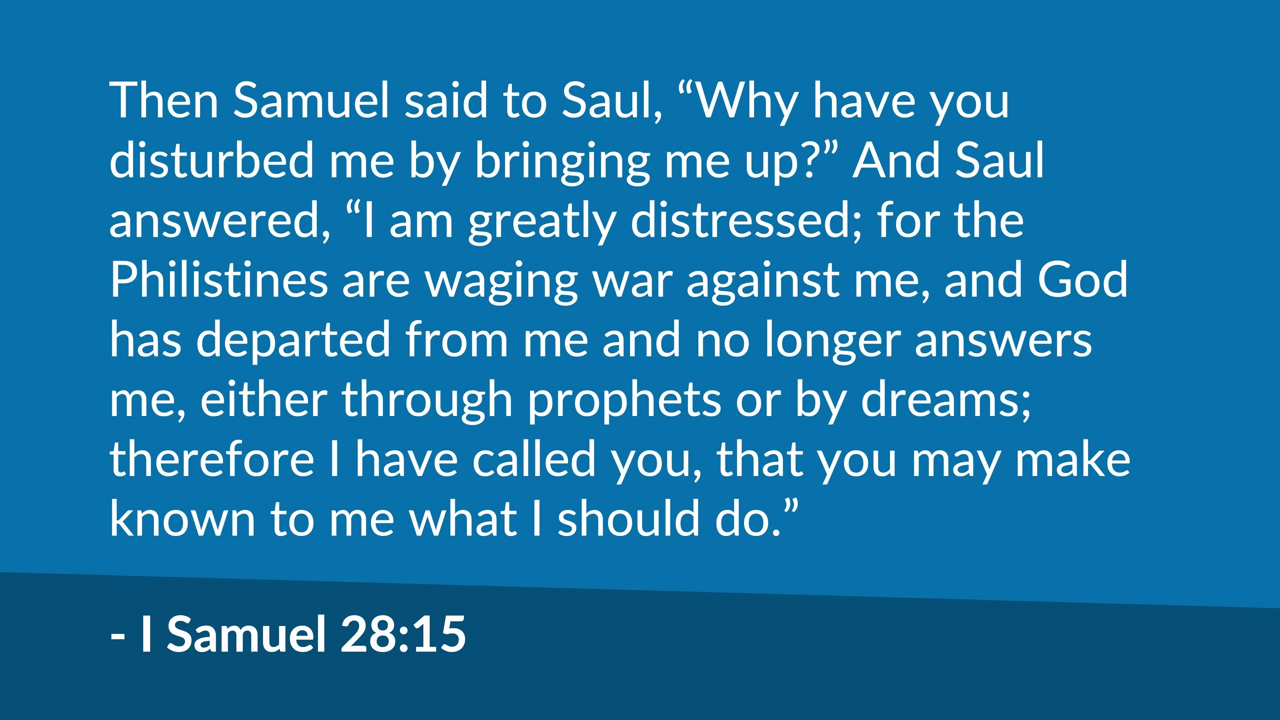 Then Samuel said to Saul, “Why have you
disturbed me by bringing me up?” And Saul
answered, “I am greatly distressed; for the
Philistines are waging war against me, and God
has departed from me and no longer answers
me, either through prophets or by dreams;
therefore I have called you, that you may make
known to me what I should do.”
- I Samuel 28:15